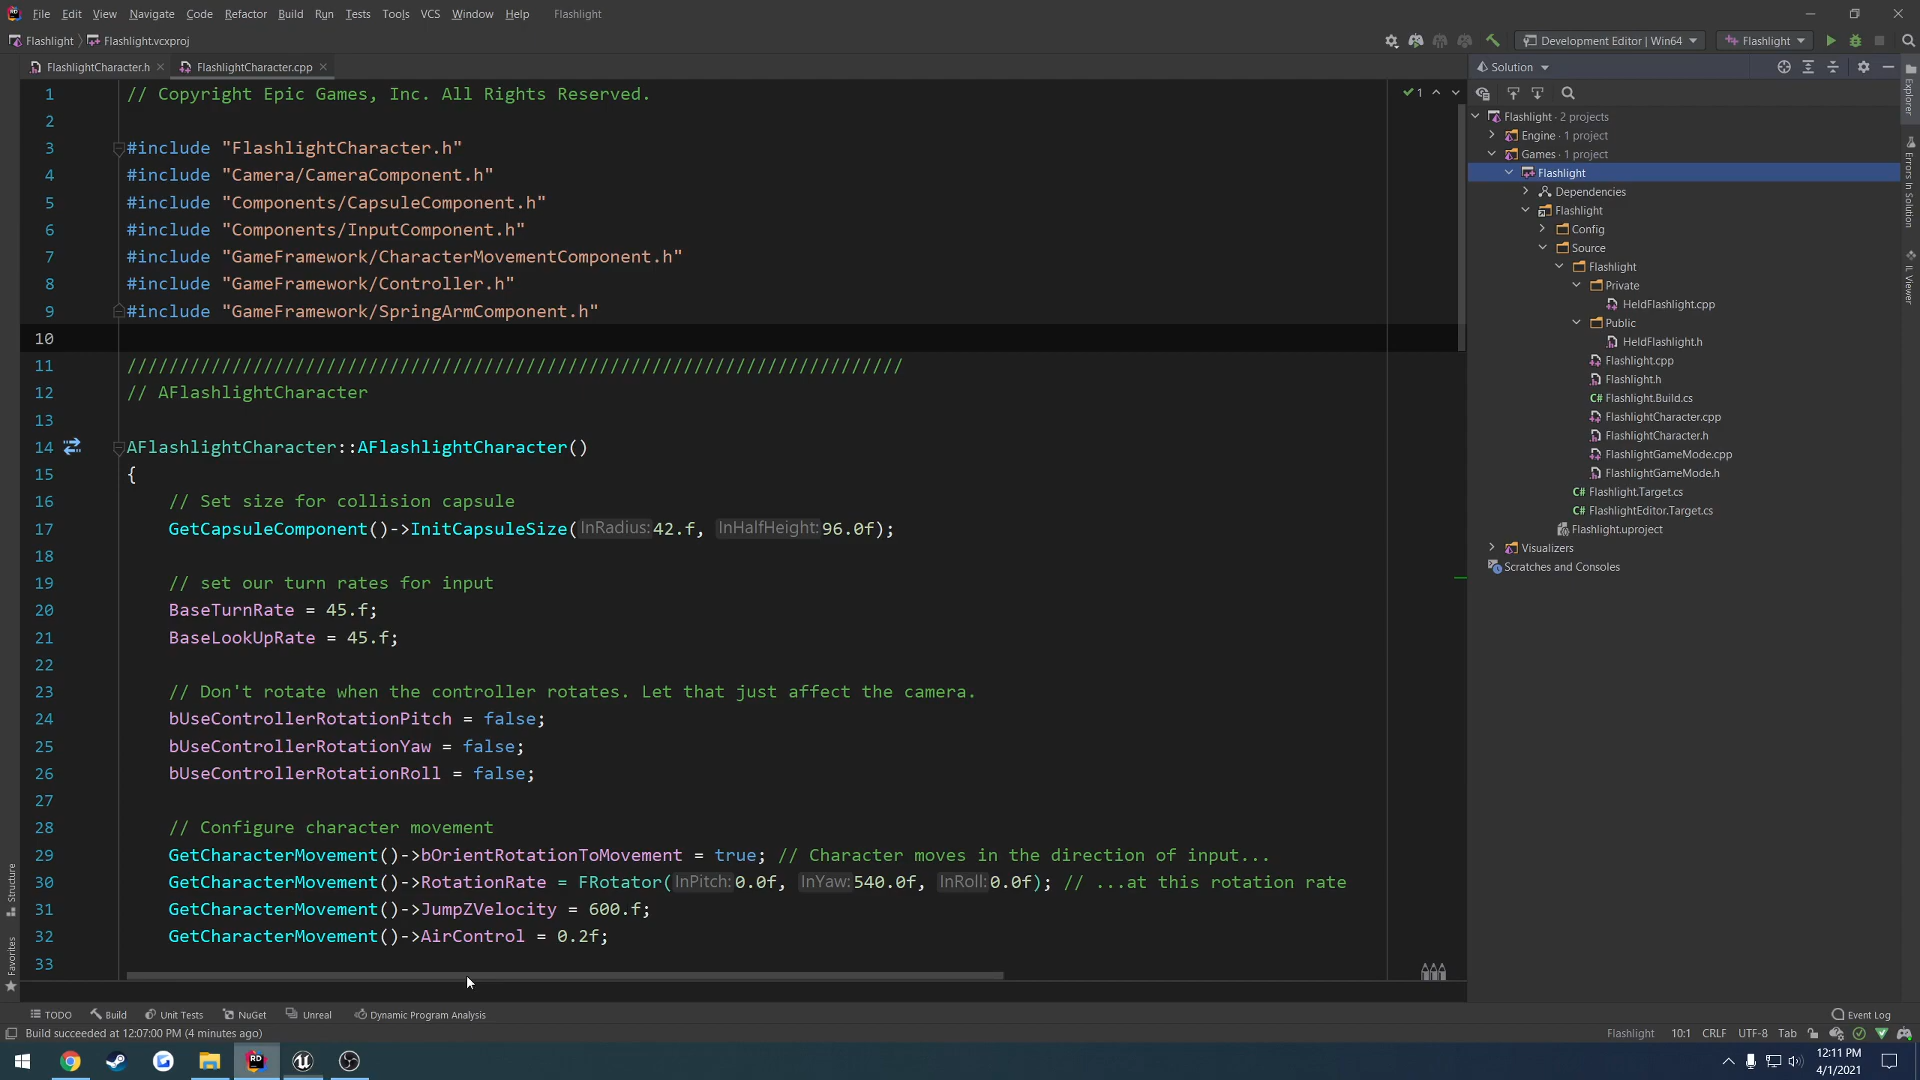 File Edit View Navigate Code Refactor Build Run Tests Tools VCS Window Help Flashlight
Flashlight Flashlight.vcxproj
Development Editor | Win64
Flashlight
FlashlightCharacter.h
FlashlightCharacter.cpp
1 // Copyright Epic Games, Inc. All Rights Reserved.
2
3 #include "FlashlightCharacter.h"
4 #include "Camera/CameraComponent.h"
5 #include "Components/CapsuleComponent.h"
6 #include "Components/InputComponent.h"
7 #include "GameFramework/CharacterMovementComponent.h"
8 #include "GameFramework/Controller.h"
9 #include "GameFramework/SpringArmComponent.h"
10
11 //////////////////////////////////////////////////////////////////////////
12 // AFlashlightCharacter
13
14 AFlashlightCharacter::AFlashlightCharacter()
15 {
16 // Set size for collision capsule
17 GetCapsuleComponent()->InitCapsuleSize(InRadius: 42.f, InHalfHeight: 96.0f);
18
19 // set our turn rates for input
20 BaseTurnRate = 45.f;
21 BaseLookUpRate = 45.f;
22
23 // Don't rotate when the controller rotates. Let that just affect the camera.
24 bUseControllerRotationPitch = false;
25 bUseControllerRotationYaw = false;
26 bUseControllerRotationRoll = false;
27
28 // Configure character movement
29 GetCharacterMovement()->bOrientRotationToMovement = true; // Character moves in the direction of input...
30 GetCharacterMovement()->RotationRate = FRotator(InPitch: 0.0f, InYaw: 540.0f, InRoll: 0.0f); // ...at this rotation rate
31 GetCharacterMovement()->JumpZVelocity = 600.f;
32 GetCharacterMovement()->AirControl = 0.2f;
33
1
Solution
Flashlight · 2 projects
Engine · 1 project
Games · 1 project
Flashlight
Dependencies
Flashlight
Config
Source
Flashlight
Private
HeldFlashlight.cpp
Public
HeldFlashlight.h
Flashlight.cpp
Flashlight.h
C# Flashlight.Build.cs
FlashlightCharacter.cpp
FlashlightCharacter.h
FlashlightGameMode.cpp
FlashlightGameMode.h
C# Flashlight.Target.cs
C# FlashlightEditor.Target.cs
Flashlight.uproject
Visualizers
Scratches and Consoles
Explorer
Errors In Solution
IL Viewer
Structure
Favorites
TODO Build Unit Tests NuGet Unreal Dynamic Program Analysis Event Log
Build succeeded at 12:07:00 PM (4 minutes ago) Flashlight 10:1 CRLF UTF-8 Tab
12:11 PM
4/1/2021